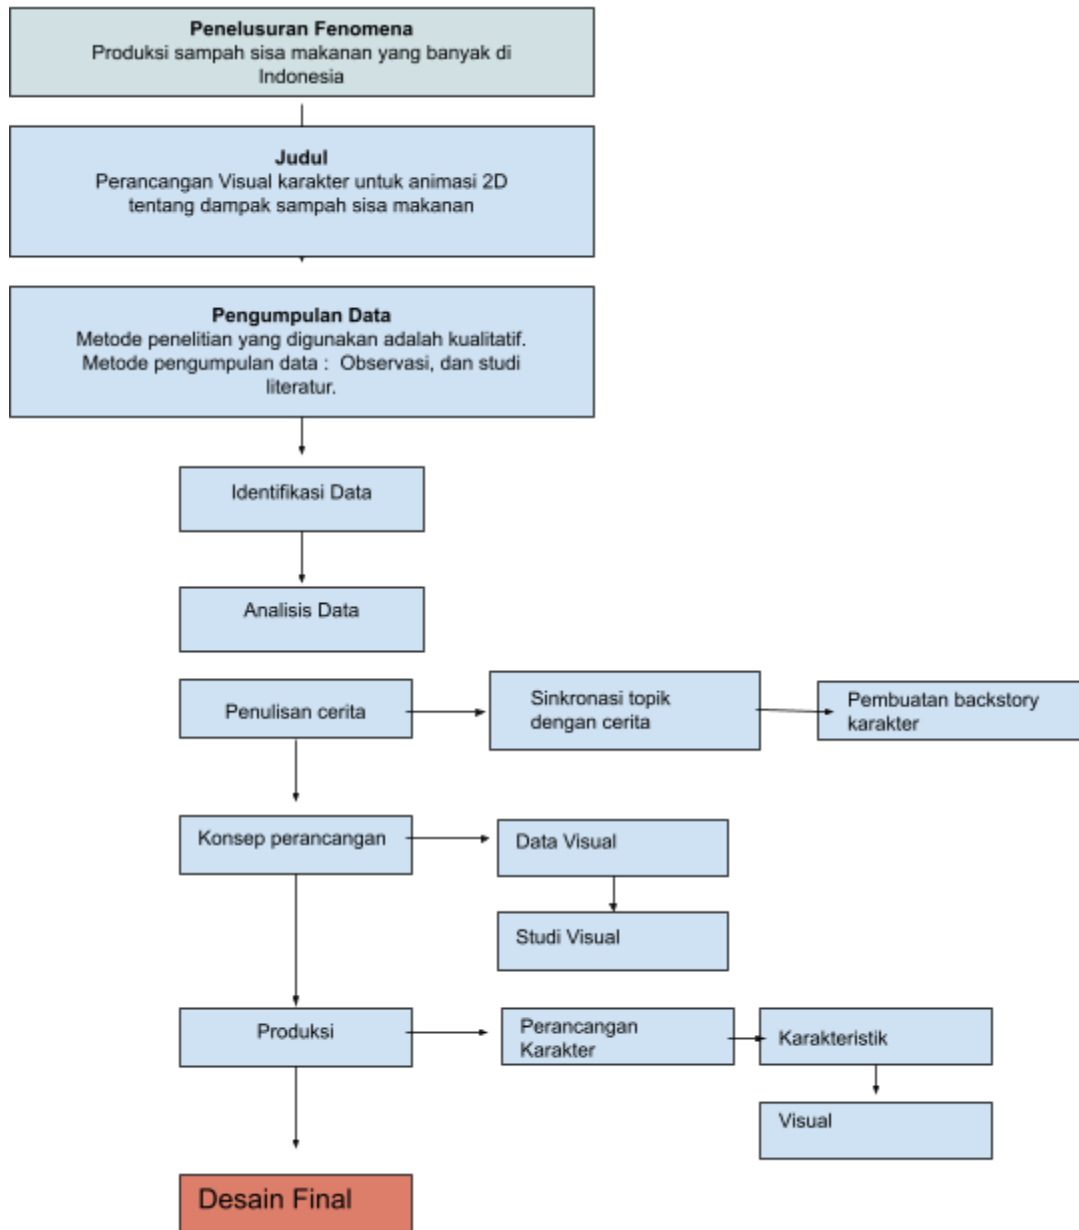 Penelusuran Fenomena
Produksi sampah sisa makanan yang banyak di
Indonesia
Judul
Perancangan Visual karakter untuk animasi 2D
tentang dampak sampah sisa makanan
Pengumpulan Data
Metode penelitian yang digunakan adalah kualitatif.
Metode pengumpulan data : Observasi, dan studi
literatur.
Identifikasi Data
Analisis Data
Penulisan cerita
Sinkronasi topik
dengan cerita
Pembuatan backstory
karakter
Konsep perancangan
Data Visual
Studi Visual
Produksi
Perancangan
Karakter
Karakteristik
Visual
Desain Final